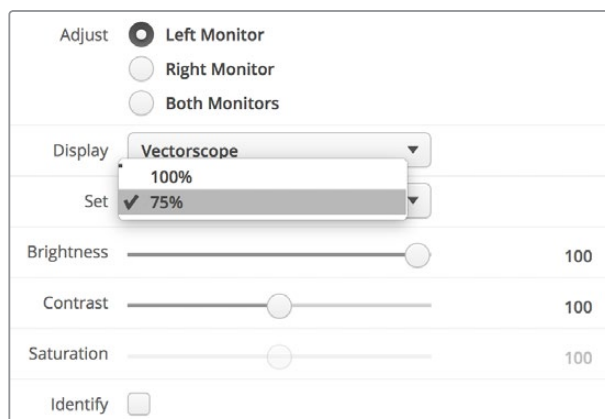 Adjust Left Monitor
Right Monitor
Both Monitors
Display Vectorscope
100%
Set 75%
Brightness 100
Contrast 100
Saturation 100
Identify